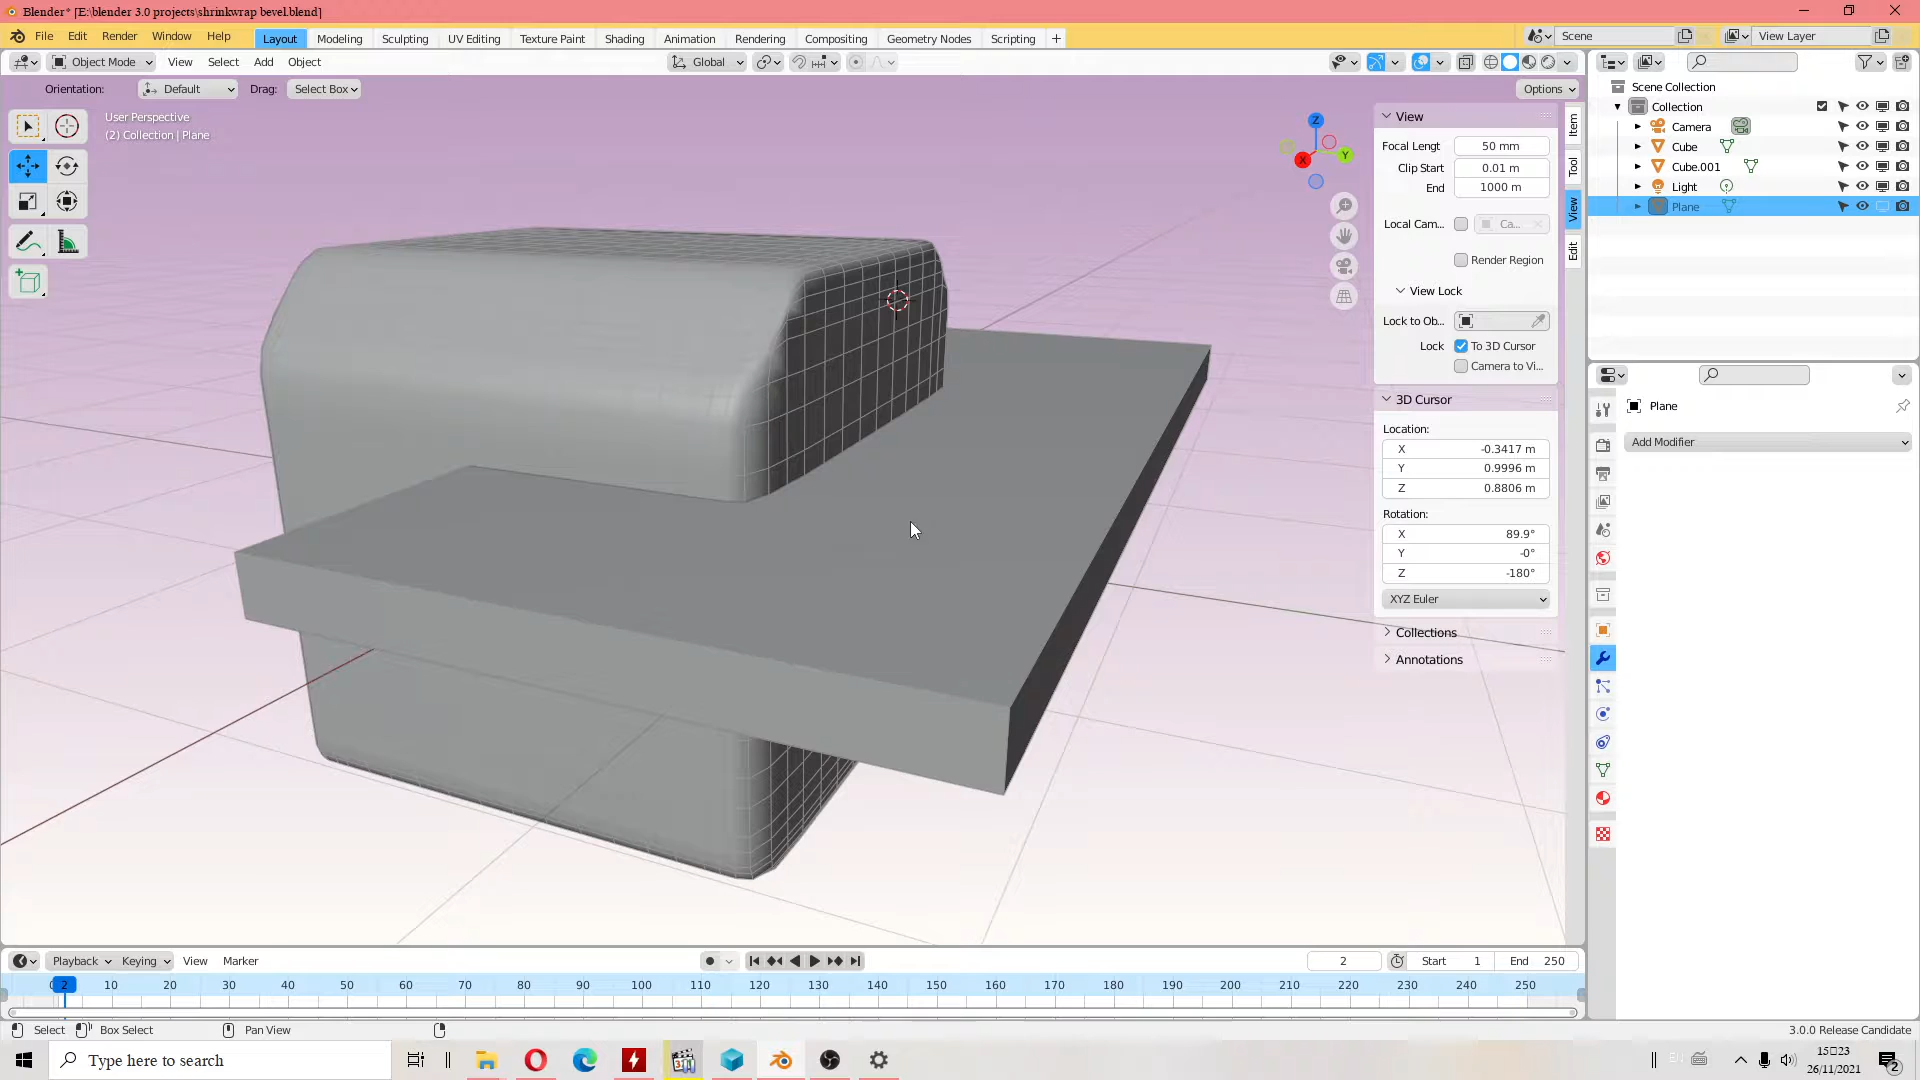 Blender* [E:\blender 3.0 projects\shrinkwrap bevel.blend]
File Edit Render Window Help Layout Modeling Sculpting UV Editing Texture Paint Shading Animation Rendering Compositing Geometry Nodes Scripting + Scene View Layer
Object Mode View Select Add Object Global
Orientation: Default Drag: Select Box Options
User Perspective
(2) Collection | Plane
Z
Y
X
View
Focal Lengt 50 mm
Clip Start 0.01 m
End 1000 m
Local Cam... Ca...
Render Region
View Lock
Lock to Ob...
Lock To 3D Cursor
Camera to Vi...
3D Cursor
Location:
X -0.3417 m
Y 0.9996 m
Z 0.8806 m
Rotation:
X 89.9°
Y -0°
Z -180°
XYZ Euler
Collections
Annotations
Item
Tool
View
Edit
Scene Collection
Collection
Camera
Cube
Cube.001
Light
Plane
Plane
Add Modifier
Playback Keying View Marker 2 Start 1 End 250
0 2 10 20 30 40 50 60 70 80 90 100 110 120 130 140 150 160 170 180 190 200 210 220 230 240 250
Select Box Select Pan View 3.0.0 Release Candidate
Type here to search
15:23
26/11/2021
2